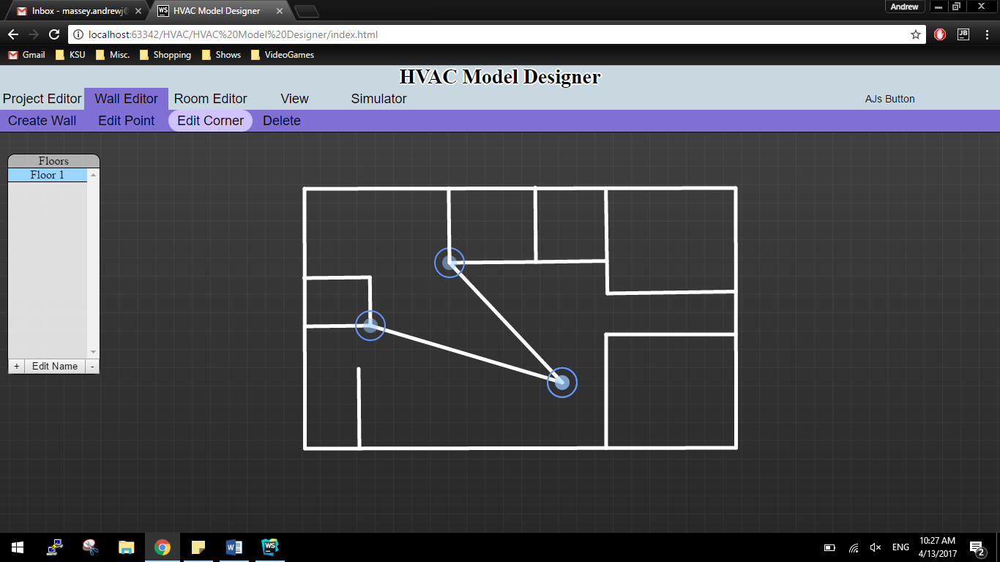 Inbox - massey.andrewj@
HVAC Model Designer
Andrew
localhost:63342/HVAC/HVAC%20Model%20Designer/index.html
Gmail KSU Misc. Shopping Shows VideoGames
HVAC Model Designer
Project Editor Wall Editor Room Editor View Simulator AJs Button
Create Wall Edit Point Edit Corner Delete
Floors
Floor 1
+ Edit Name -
ENG
10:27 AM
4/13/2017
2